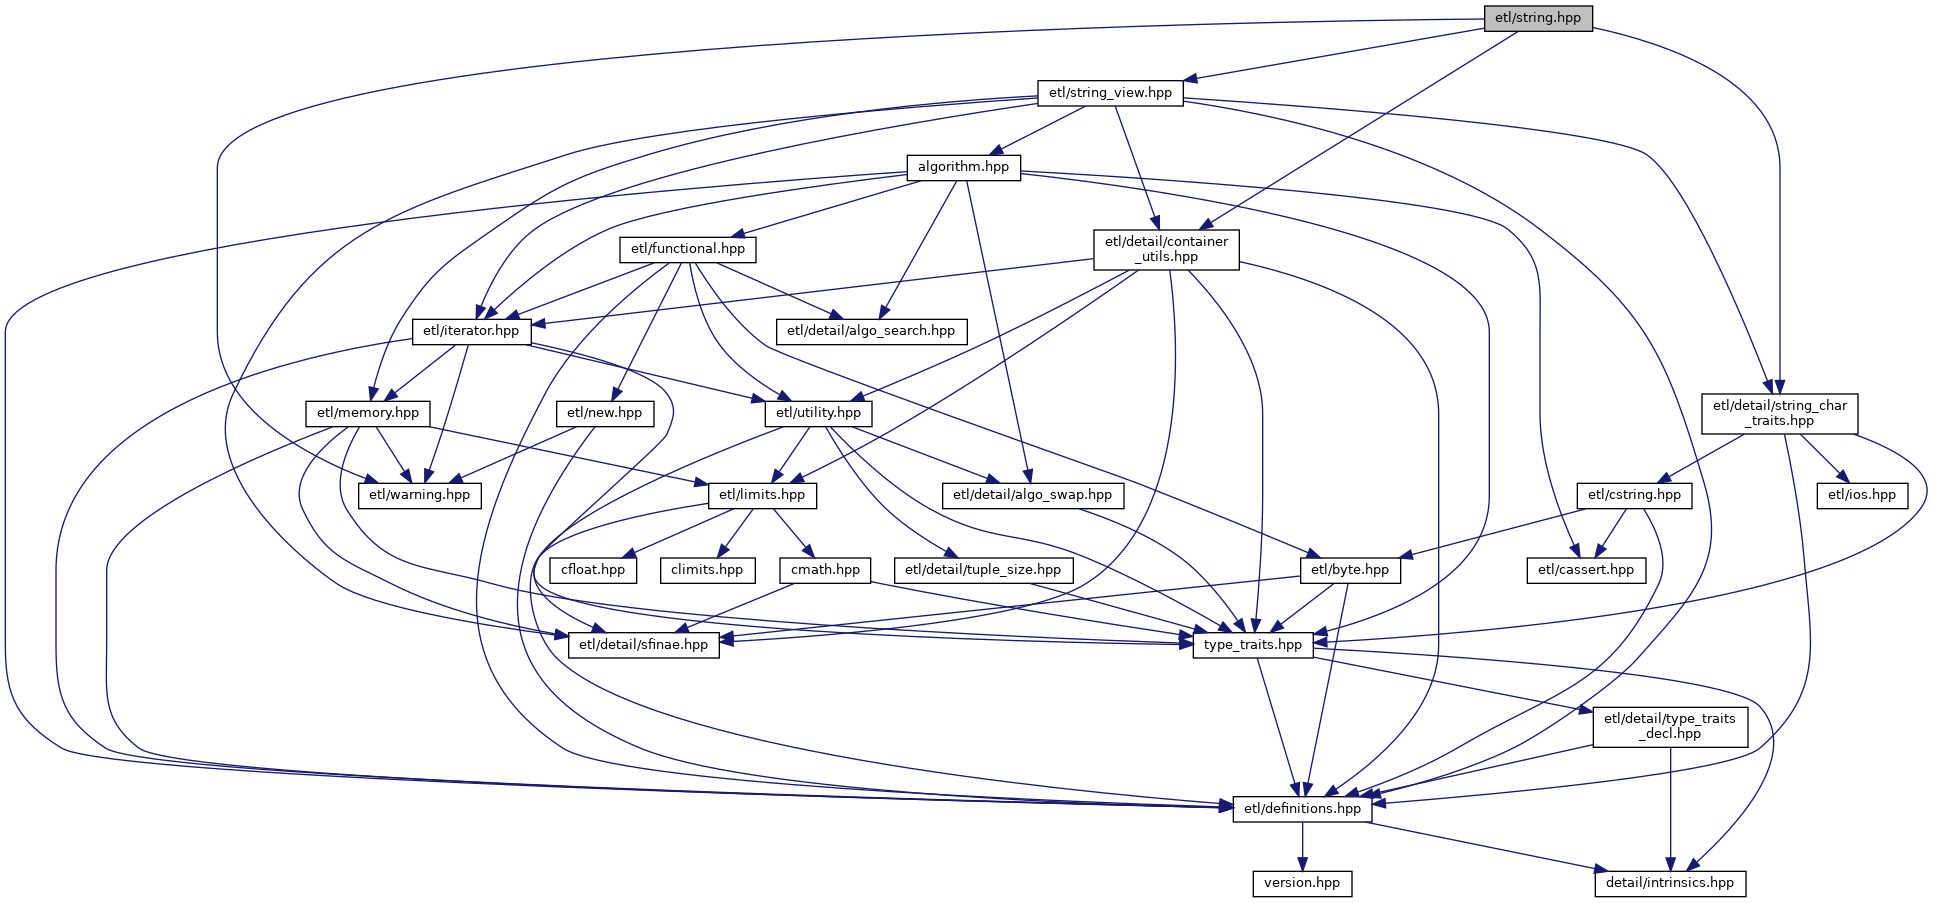 etl/string.hpp
etl/string_view.hpp
algorithm.hpp
etl/functional.hpp
etl/detail/container
_utils.hpp
etl/iterator.hpp
etl/detail/algo_search.hpp
etl/memory.hpp
etl/new.hpp
etl/utility.hpp
etl/detail/string_char
_traits.hpp
etl/warning.hpp
etl/limits.hpp
etl/detail/algo_swap.hpp
etl/cstring.hpp
etl/ios.hpp
cfloat.hpp
climits.hpp
cmath.hpp
etl/detail/tuple_size.hpp
etl/byte.hpp
etl/cassert.hpp
etl/detail/sfinae.hpp
type_traits.hpp
etl/detail/type_traits
_decl.hpp
etl/definitions.hpp
version.hpp
detail/intrinsics.hpp